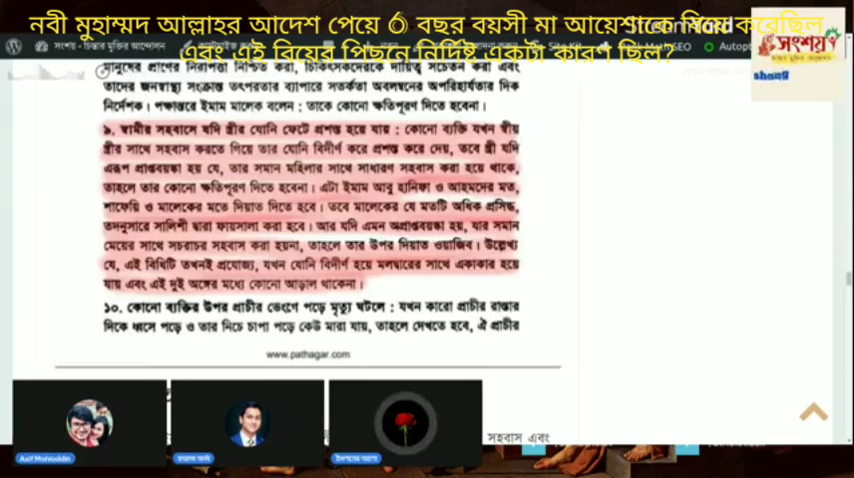 নবী মুহাম্মদ আল্লাহর আদেশ পেয়ে 6 বছর বয়সী মা আয়েশাকে বিয়ে করেছিল
এবং এই বিয়ের পিছনে নির্দিষ্ট একটা কারণ ছিল?
সংশয় - চিন্তার মুক্তির আন্দোলন
সংশয়
মানুষের প্রাণের নিরাপত্তা নিশ্চিত করা, চিকিৎসকদেরকে দায়িত্ব সচেতন করা এবং
তাদের জনস্বাস্থ্য সংক্রান্ত তৎপরতার ব্যাপারে সতর্কতা অবলম্বনের অপরিহার্যতার দিক
নির্দেশক। পক্ষান্তরে ইমাম মালেক বলেন : তাকে কোনো ক্ষতিপূরণ দিতে হবেনা।
৯. স্বামীর সহবাসে যদি স্ত্রীর যোনি ফেটে প্রশস্ত হয়ে যায় : কোনো ব্যক্তি যখন স্বীয়
স্ত্রীর সাথে সহবাস করতে গিয়ে তার যোনি বিদীর্ণ করে প্রশস্ত করে দেয়, তবে স্ত্রী যদি
এরূপ প্রাপ্তবয়স্কা হয় যে, তার সমান মহিলার সাথে সাধারণ সহবাস করা হয়ে থাকে,
তাহলে তার কোনো ক্ষতিপূরণ দিতে হবেনা। এটা ইমাম আবু হানিফা ও আহমদের মত,
শাফেয়ি ও মালেকের মতে দিয়াত দিতে হবে। তবে মালেকের যে মতটি অধিক প্রসিদ্ধ,
তদনুসারে সালিশী দ্বারা ফায়সালা করা হবে। আর যদি এমন অপ্রাপ্তবয়স্কা হয়, যার সমান
মেয়ের সাথে সচরাচর সহবাস করা হয়না, তাহলে তার উপর দিয়াত ওয়াজিব। উল্লেখ্য
যে, এই বিধিটি তখনই প্রযোজ্য, যখন যোনি বিদীর্ণ হয়ে মলদ্বারের সাথে একাকার হয়ে
যায় এবং এই দুই অঙ্গের মধ্যে কোনো আড়াল থাকেনা।
১০. কোনো ব্যক্তির উপর প্রাচীর ভেংগে পড়ে মৃত্যু ঘটলে : যখন কারো প্রাচীর রাস্তার
দিকে ধ্বসে পড়ে ও তার নিচে চাপা পড়ে কেউ মারা যায়, তাহলে দেখতে হবে, ঐ প্রাচীর
www.pathagar.com
সহবাস এবং
Asif Mohiuddin